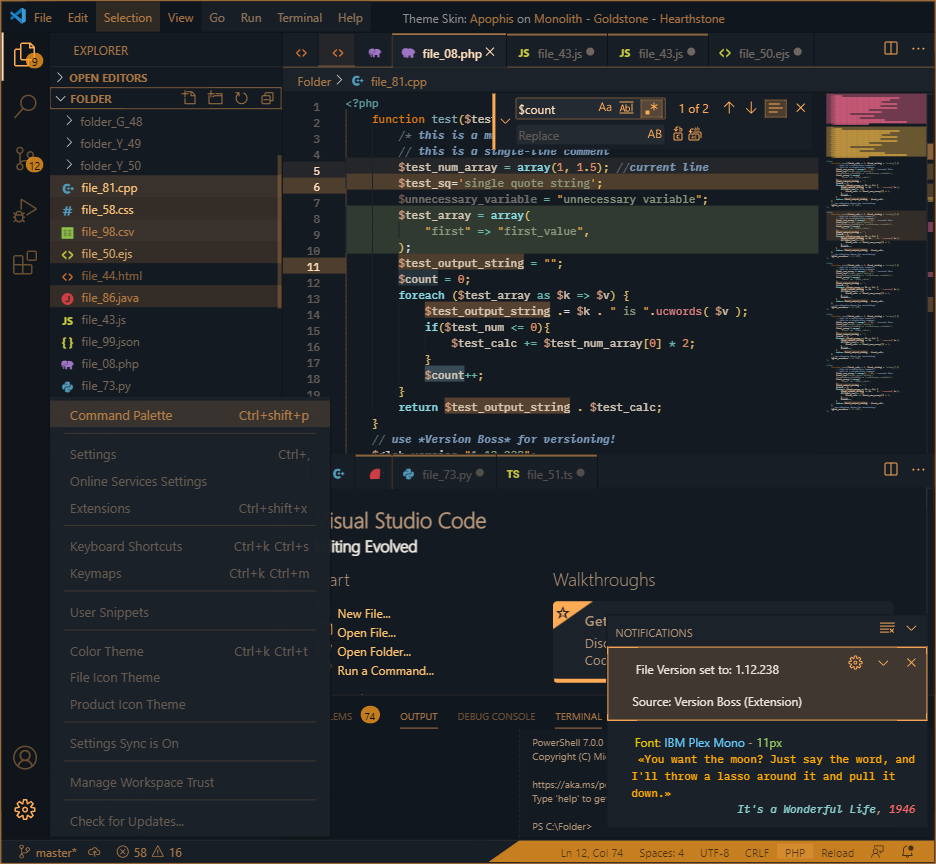 File Edit Selection View Go Run Terminal Help Theme Skin: Apophis on Monolith - Goldstone - Hearthstone
EXPLORER
9
OPEN EDITORS
FOLDER
folder_G_48
folder_Y_49
folder_Y_50
12
file_81.cpp
file_58.css
file_98.csv
file_50.ejs
file_44.html
file_86.java
JS file_43.js
file_99.json
file_08.php
file_73.py
file_08.php JS file_43.js JS file_43.js file_50.ejs
Folder > file_81.cpp
$count Aa Abl .* 1 of 2
Replace AB
1 <?php
2 function test($tes
3 /* this is a m
4 // this is a single-line comment
5 $test_num_array = array(1, 1.5); //current line
6 $test_sq='single quote string';
7 $unnecessary_variable = "unnecessary variable";
8 $test_array = array(
9 "first" => "first_value",
10 );
11 $test_output_string = "";
12 $count = 0;
13 foreach ($test_array as $k => $v) {
14 $test_output_string .= $k . " is ".ucwords( $v );
15 if($test_num <= 0){
16 $test_calc += $test_num_array[0] * 2;
17 }
18 $count++;
19 }
return $test_output_string . $test_calc;
}
// use *Version Boss* for versioning!
Command Palette Ctrl+shift+p
Settings Ctrl+,
Online Services Settings
Extensions Ctrl+shift+x
Keyboard Shortcuts Ctrl+k Ctrl+s
Keymaps Ctrl+k Ctrl+m
User Snippets
Color Theme Ctrl+k Ctrl+t
File Icon Theme
Product Icon Theme
Settings Sync is On
Manage Workspace Trust
Check for Updates...
file_73.py TS file_51.ts
isual Studio Code
iting Evolved
art
New File...
Open File...
Open Folder...
Run a Command...
Walkthroughs
Get
Disc
Coc
LEMS 74 OUTPUT DEBUG CONSOLE TERMINAL
PowerShell 7.0.0
Copyright (C) Mi
https://aka.ms/p
Type 'help' to ge
PS C:\Folder>
NOTIFICATIONS
File Version set to: 1.12.238
Source: Version Boss (Extension)
Font: IBM Plex Mono - 11px
«You want the moon? Just say the word, and
I'll throw a lasso around it and pull it
down.»
It's a Wonderful Life, 1946
master* 58 16 Ln 12, Col 74 Spaces: 4 UTF-8 CRLF PHP Reload